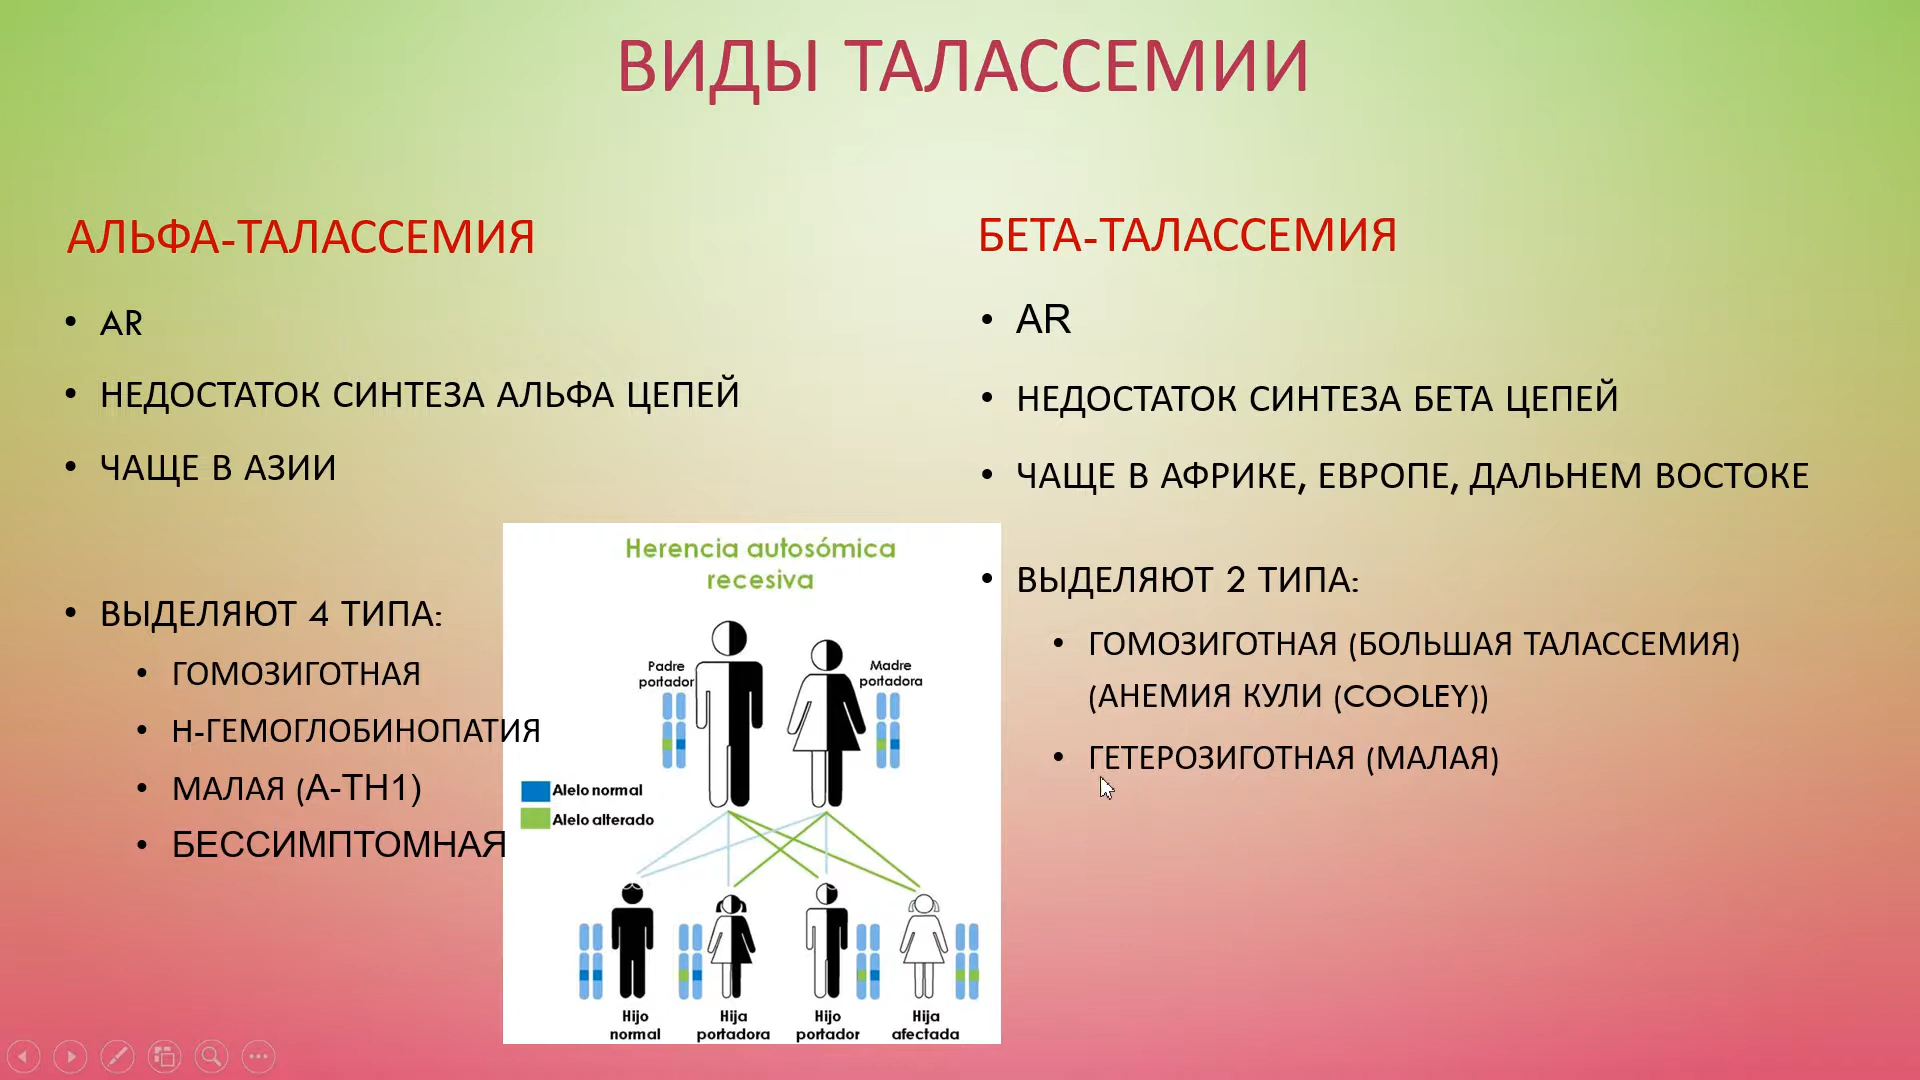 ВИДЫ ТАЛАССЕМИИ
АЛЬФА-ТАЛАССЕМИЯ
• AR
• НЕДОСТАТОК СИНТЕЗА АЛЬФА ЦЕПЕЙ
• ЧАЩЕ В АЗИИ
• ВЫДЕЛЯЮТ 4 ТИПА:
• ГОМОЗИГОТНАЯ
• Н-ГЕМОГЛОБИНОПАТИЯ
• МАЛАЯ (А-ТН1)
• БЕССИМПТОМНАЯ
Herencia autosómica
recesiva
Padre
portador
Madre
portadora
Alelo normal
Alelo alterado
Hijo
normal
Hija
portadora
Hijo
portador
Hija
afectada
БЕТА-ТАЛАССЕМИЯ
• AR
• НЕДОСТАТОК СИНТЕЗА БЕТА ЦЕПЕЙ
• ЧАЩЕ В АФРИКЕ, ЕВРОПЕ, ДАЛЬНЕМ ВОСТОКЕ
• ВЫДЕЛЯЮТ 2 ТИПА:
• ГОМОЗИГОТНАЯ (БОЛЬШАЯ ТАЛАССЕМИЯ)
(АНЕМИЯ КУЛИ (COOLEY))
• ГЕТЕРОЗИГОТНАЯ (МАЛАЯ)